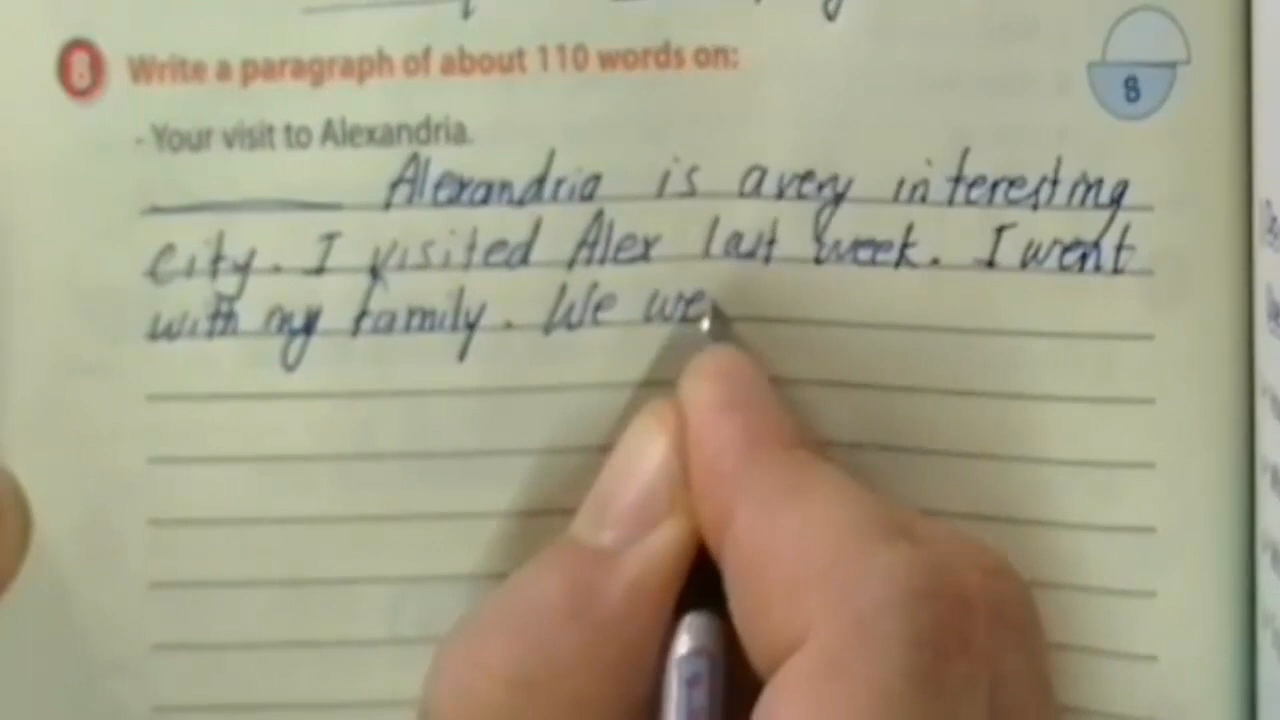 8 Write a paragraph of about 110 words on:
8
- Your visit to Alexandria.
Alexandria is a very interesting
city. I visited Alex last week. I went
with my family. We we